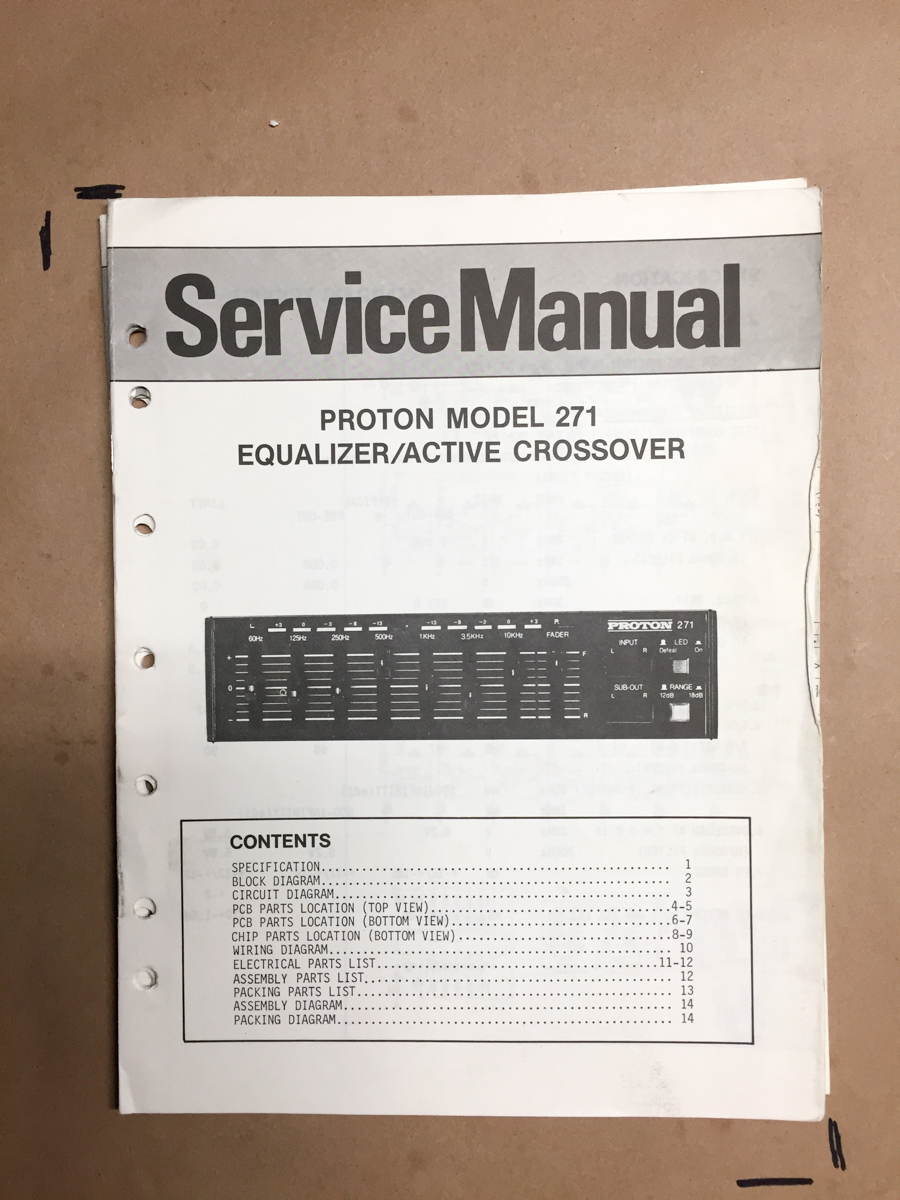 Service Manual
PROTON MODEL 271
EQUALIZER/ACTIVE CROSSOVER
L +3 0 -3 -8 -13 -13 -8 -3 0 +3 R
60Hz 125Hz 250Hz 500Hz 1KHz 3.5KHz 10KHz FADER
PROTON 271
INPUT LED
L R Defeat On
+ F
0
SUB-OUT RANGE
L R 12dB 18dB
- R
CONTENTS
SPECIFICATION 1
BLOCK DIAGRAM 2
CIRCUIT DIAGRAM 3
PCB PARTS LOCATION (TOP VIEW) 4-5
PCB PARTS LOCATION (BOTTOM VIEW) 6-7
CHIP PARTS LOCATION (BOTTOM VIEW) 8-9
WIRING DIAGRAM 10
ELECTRICAL PARTS LIST 11-12
ASSEMBLY PARTS LIST 12
PACKING PARTS LIST 13
ASSEMBLY DIAGRAM 14
PACKING DIAGRAM 14